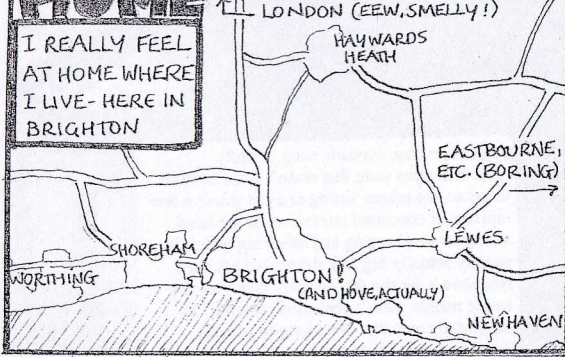 HOME
LONDON (EEW, SMELLY!)
I REALLY FEEL
AT HOME WHERE
I LIVE- HERE IN
BRIGHTON
HAYWARDS
HEATH
EASTBOURNE,
ETC. (BORING)
LEWES
SHOREHAM
WORTHING
BRIGHTON!
(AND HOVE, ACTUALLY)
NEWHAVEN